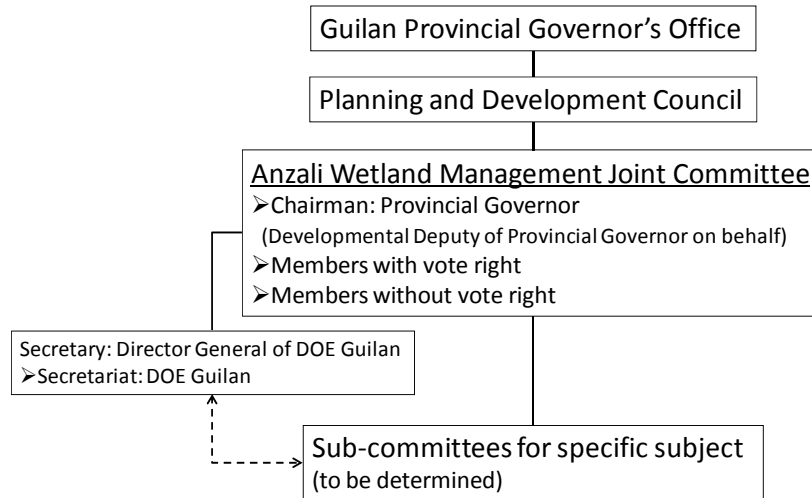 Guilan Provincial Governor’s Office
Planning and Development Council
Anzali Wetland Management Joint Committee
➢Chairman: Provincial Governor
(Developmental Deputy of Provincial Governor on behalf)
➢Members with vote right
➢Members without vote right
Secretary: Director General of DOE Guilan
➢Secretariat: DOE Guilan
Sub-committees for specific subject
(to be determined)